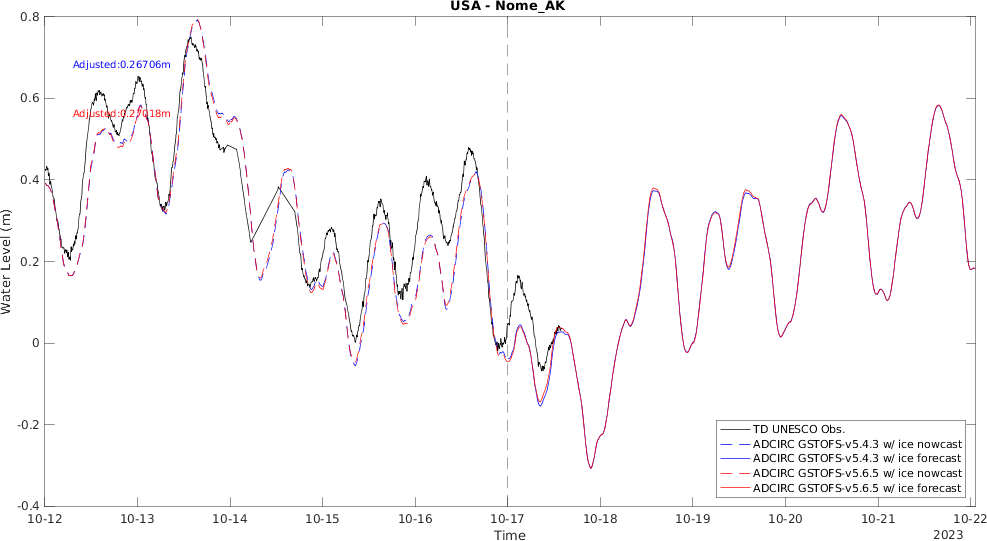 USA - Nome_AK
0.8
0.6
0.4
0.2
0
-0.2
-0.4
Water Level (m)
Adjusted:0.26706m
Adjusted:0.27018m
TD UNESCO Obs.
ADCIRC GSTOFS-v5.4.3 w/ ice nowcast
ADCIRC GSTOFS-v5.4.3 w/ ice forecast
ADCIRC GSTOFS-v5.6.5 w/ ice nowcast
ADCIRC GSTOFS-v5.6.5 w/ ice forecast
10-12 10-13 10-14 10-15 10-16 10-17 10-18 10-19 10-20 10-21 10-22
Time
2023